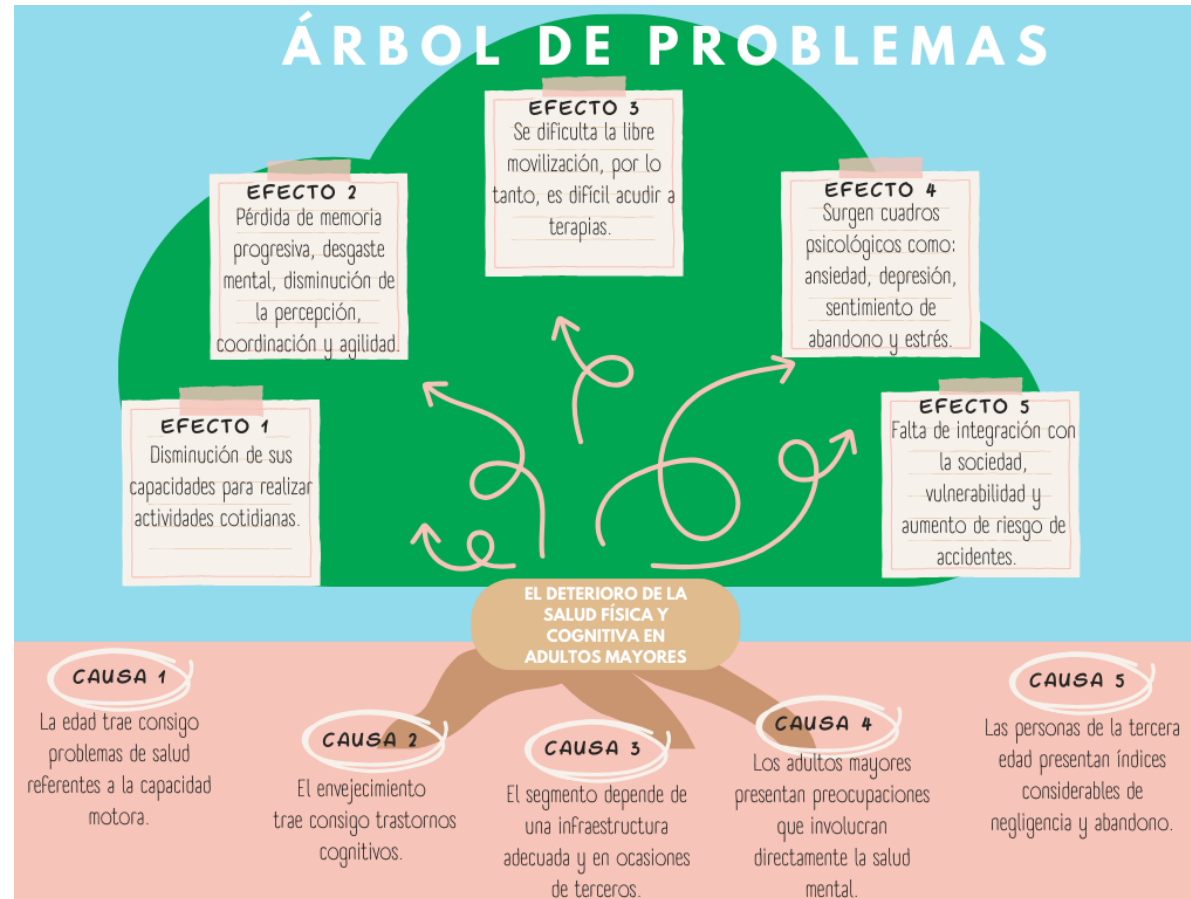 ÁRBOL DE PROBLEMAS
EFECTO 3
Se dificulta la libre
movilización, por lo
tanto, es difícil acudir a
terapias.
EFECTO 2
Pérdida de memoria
progresiva, desgaste
mental, disminución de
la percepción,
coordinación y agilidad.
EFECTO 4
Surgen cuadros
psicológicos como:
ansiedad, depresión,
sentimiento de
abandono y estrés.
EFECTO 1
Disminución de sus
capacidades para realizar
actividades cotidianas.
EFECTO 5
Falta de integración con
la sociedad,
vulnerabilidad y
aumento de riesgo de
accidentes.
EL DETERIORO DE LA
SALUD FÍSICA Y
COGNITIVA EN
ADULTOS MAYORES
CAUSA 1
La edad trae consigo
problemas de salud
referentes a la capacidad
motora.
CAUSA 2
El envejecimiento
trae consigo trastornos
cognitivos.
CAUSA 3
El segmento depende de
una infraestructura
adecuada y en ocasiones
de terceros.
CAUSA 4
Los adultos mayores
presentan preocupaciones
que involucran
directamente la salud
mental.
CAUSA 5
Las personas de la tercera
edad presentan índices
considerables de
negligencia y abandono.